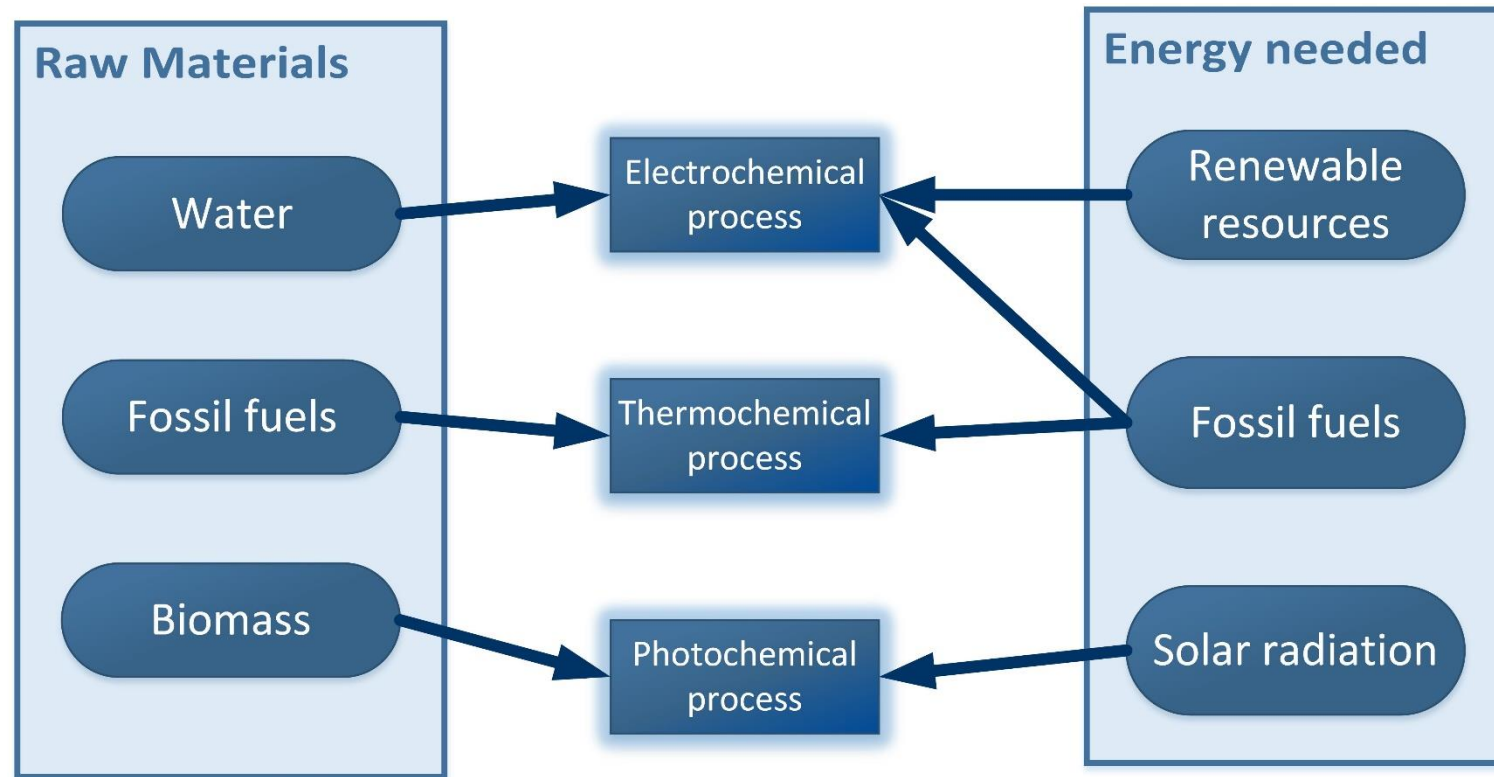 Raw Materials
Water
Fossil fuels
Biomass
Electrochemical
process
Thermochemical
process
Photochemical
process
Energy needed
Renewable
resources
Fossil fuels
Solar radiation